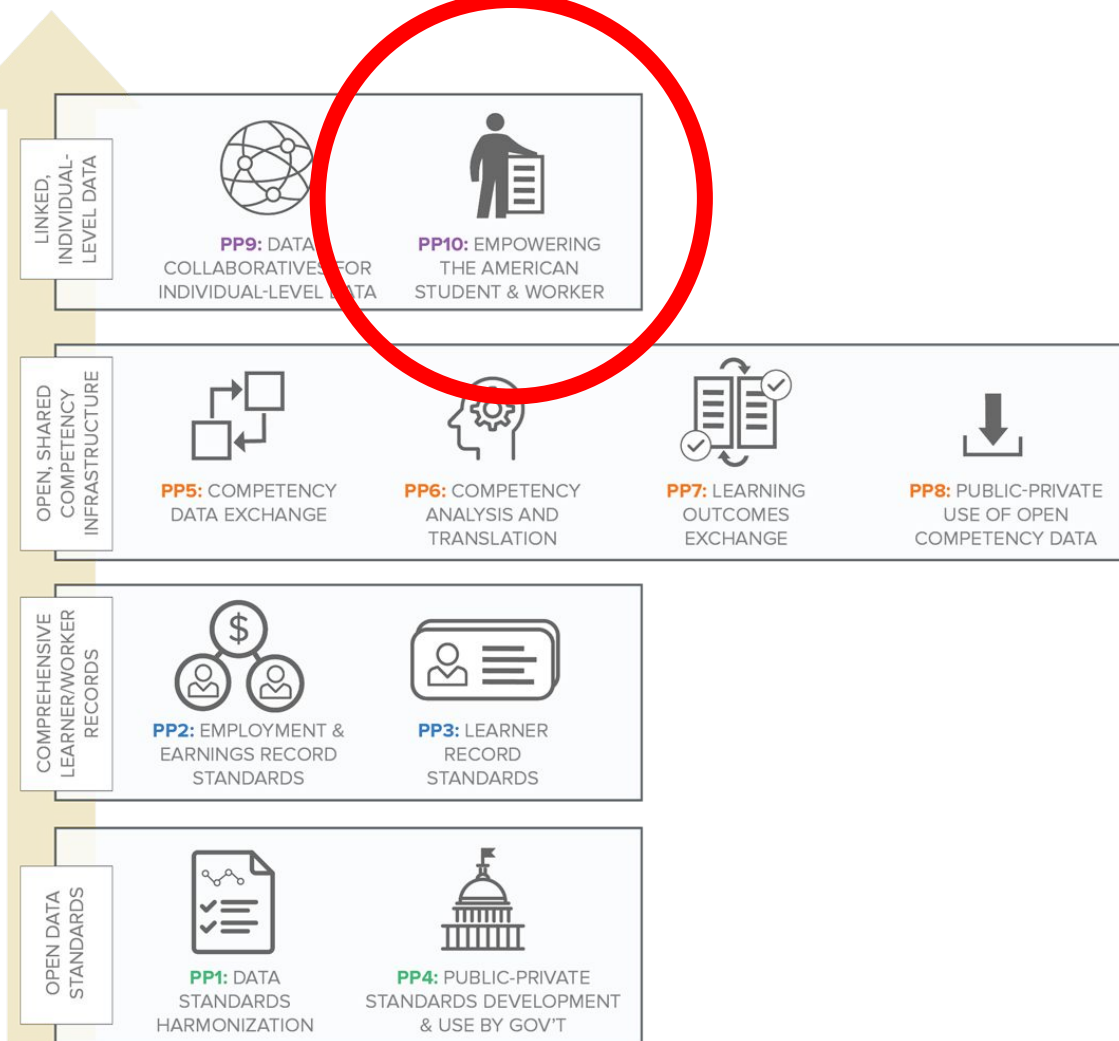 LINKED,
INDIVIDUAL-
LEVEL DATA
PP9: DATA
COLLABORATIVES FOR
INDIVIDUAL-LEVEL DATA
PP10: EMPOWERING
THE AMERICAN
STUDENT & WORKER
OPEN, SHARED
COMPETENCY
INFRASTRUCTURE
PP5: COMPETENCY
DATA EXCHANGE
PP6: COMPETENCY
ANALYSIS AND
TRANSLATION
PP7: LEARNING
OUTCOMES
EXCHANGE
PP8: PUBLIC-PRIVATE
USE OF OPEN
COMPETENCY DATA
COMPREHENSIVE
LEARNER/WORKER
RECORDS
$
PP2: EMPLOYMENT &
EARNINGS RECORD
STANDARDS
PP3: LEARNER
RECORD
STANDARDS
OPEN DATA
STANDARDS
PP1: DATA
STANDARDS
HARMONIZATION
PP4: PUBLIC-PRIVATE
STANDARDS DEVELOPMENT
& USE BY GOV'T